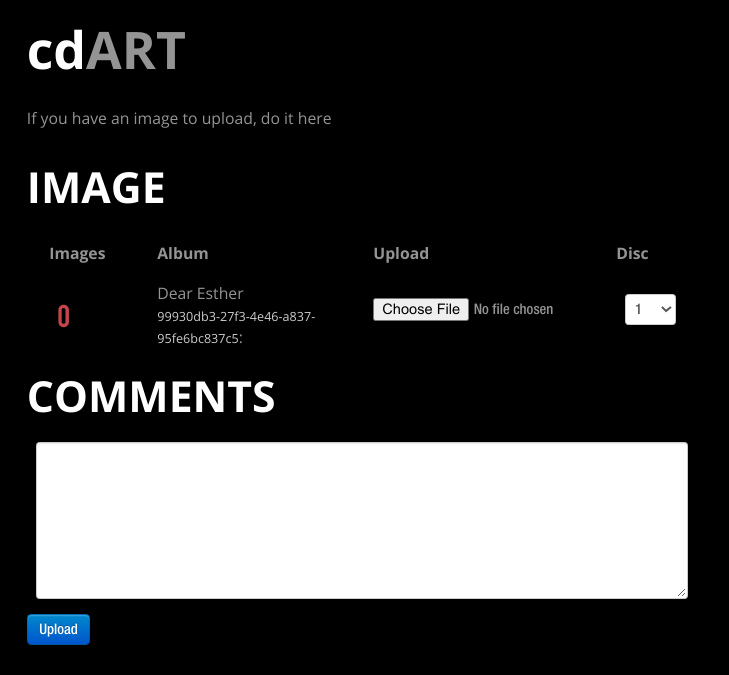 cdART
If you have an image to upload, do it here
IMAGE
Images Album Upload Disc
0 Dear Esther Choose File No file chosen 1
99930db3-27f3-4e46-a837-
95fe6bc837c5:
COMMENTS
Upload